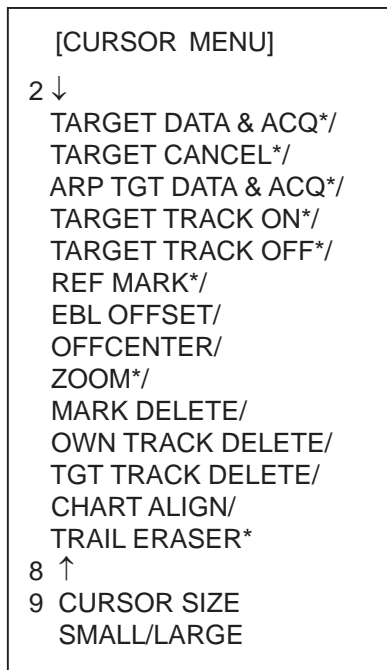 [CURSOR MENU]
2 ↓
TARGET DATA & ACQ*/
TARGET CANCEL*/
ARP TGT DATA & ACQ*/
TARGET TRACK ON*/
TARGET TRACK OFF*/
REF MARK*/
EBL OFFSET/
OFFCENTER/
ZOOM*/
MARK DELETE/
OWN TRACK DELETE/
TGT TRACK DELETE/
CHART ALIGN/
TRAIL ERASER*
8 ↑
9 CURSOR SIZE
SMALL/LARGE